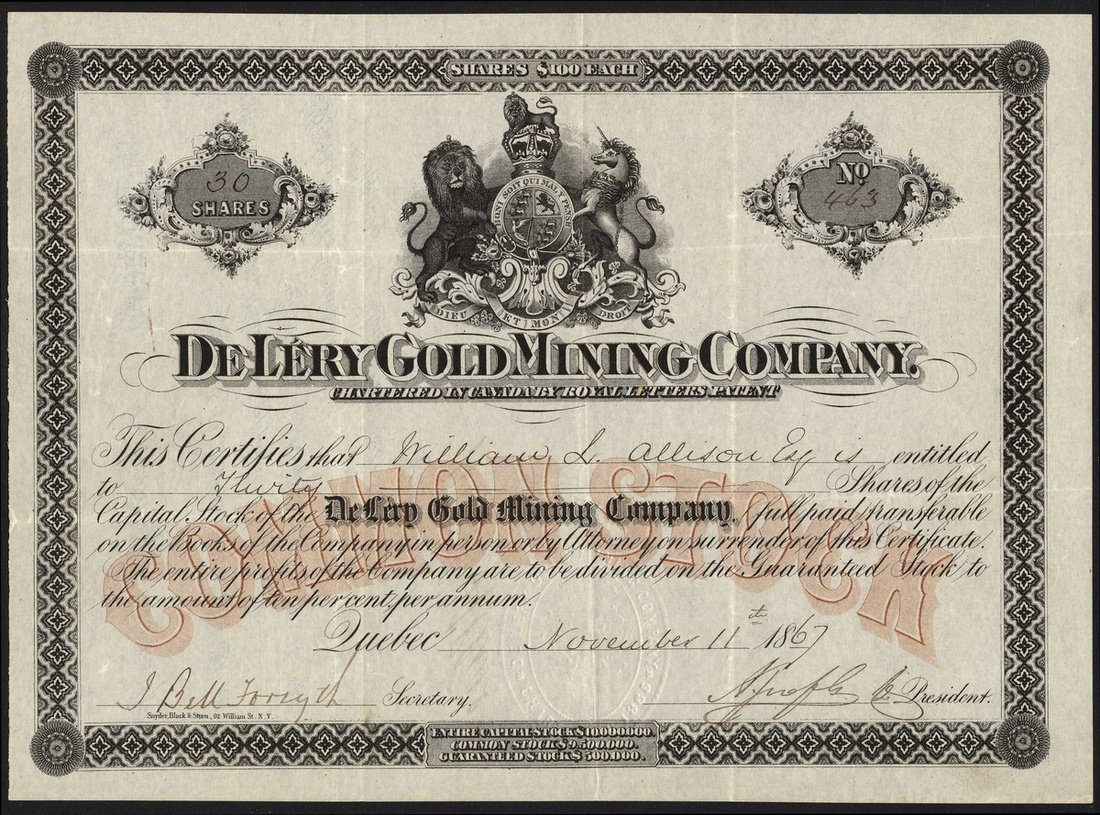 SHARES $100 EACH
30
SHARES
No
463
HONI SOIT QUI MAL Y PENSE
DIEU ET MON DROIT
DE LÉRY GOLD MINING COMPANY.
CHARTERED IN CANADA BY ROYAL LETTERS PATENT
This Certifies that William L. Allison Esq is entitled
to Thirty Shares of the
Capital Stock of the De Léry Gold Mining Company, full paid, transferable
on the Books of the Company in person or by Attorney on surrender of this Certificate.
The entire profits of the Company are to be divided on the Guaranteed Stock to
the amount of ten per cent, per annum.
COMMON STOCK
Quebec November 11th 1867
J Bell Forsyth Secretary. President.
Snyder, Black & Sturn, 92 William St. N.Y.
ENTIRE CAPITAL STOCK $10,000,000.
COMMON STOCK $9,500,000.
GUARANTEED STOCK $500,000.